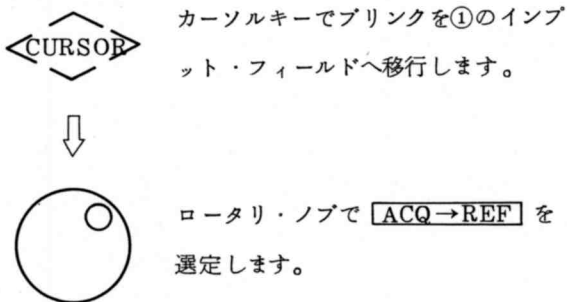 CURSOR
カーソルキーでブリンクを①のインプ
ット・フィールドへ移行します。
ロータリ・ノブで ACQ→REF を
選定します。